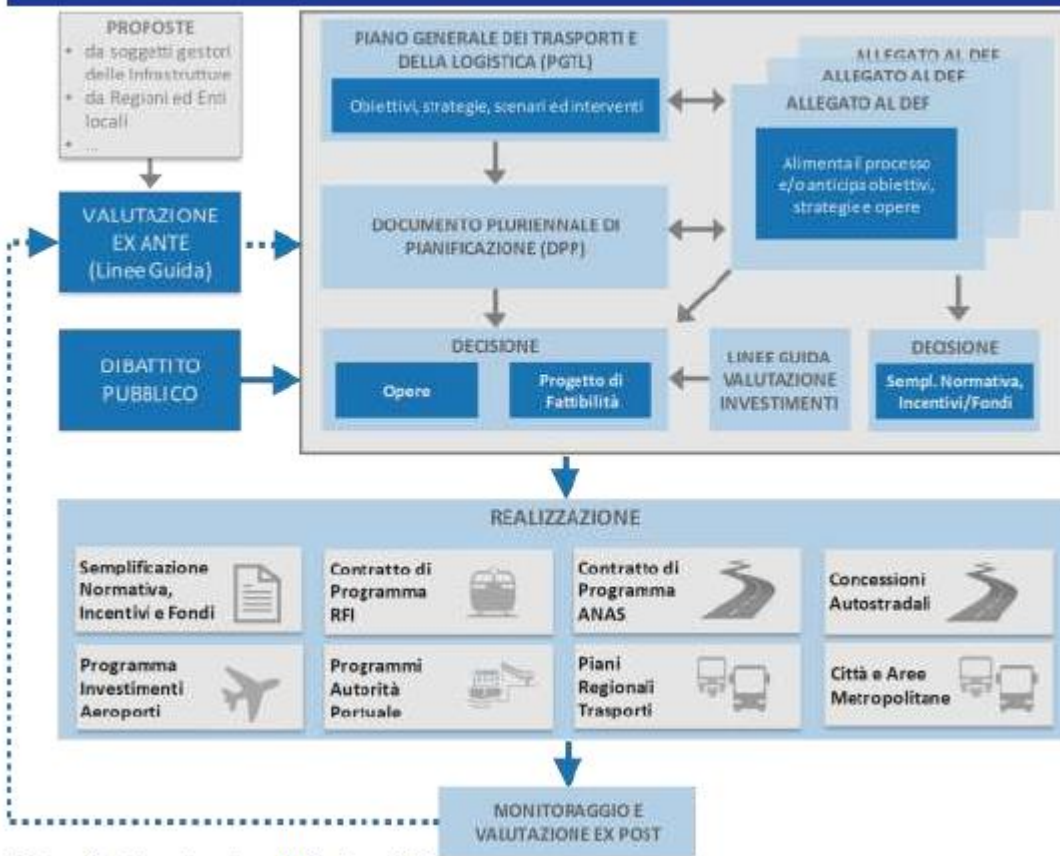 PROPOSTE
• da soggetti gestori
delle Infrastrutture
• da Regioni ed Enti
locali
• ...
VALUTAZIONE
EX ANTE
(Linee Guida)
DIBATTITO
PUBBLICO
PIANO GENERALE DEI TRASPORTI E
DELLA LOGISTICA (PGTL)
Obiettivi, strategie, scenari ed interventi
DOCUMENTO PLURIENNALE DI
PIANIFICAZIONE (DPP)
ALLEGATO AL DEF
ALLEGATO AL DEF
ALLEGATO AL DEF
Alimenta il processo
e/o anticipa obiettivi,
strategie e opere
DECISIONE
Opere
Progetto di
Fattibilità
LINEE GUIDA
VALUTAZIONE
INVESTIMENTI
DECISIONE
Sempl. Normativa,
Incentivi/Fondi
REALIZZAZIONE
Semplificazione
Normativa,
Incentivi e Fondi
Contratto di
Programma
RFI
Contratto di
Programma
ANAS
Concessioni
Autostradali
Programma
Investimenti
Aeroporti
Programmi
Autorità
Portuale
Piani
Regionali
Trasporti
Città e Aree
Metropolitane
MONITORAGGIO E
VALUTAZIONE EX POST